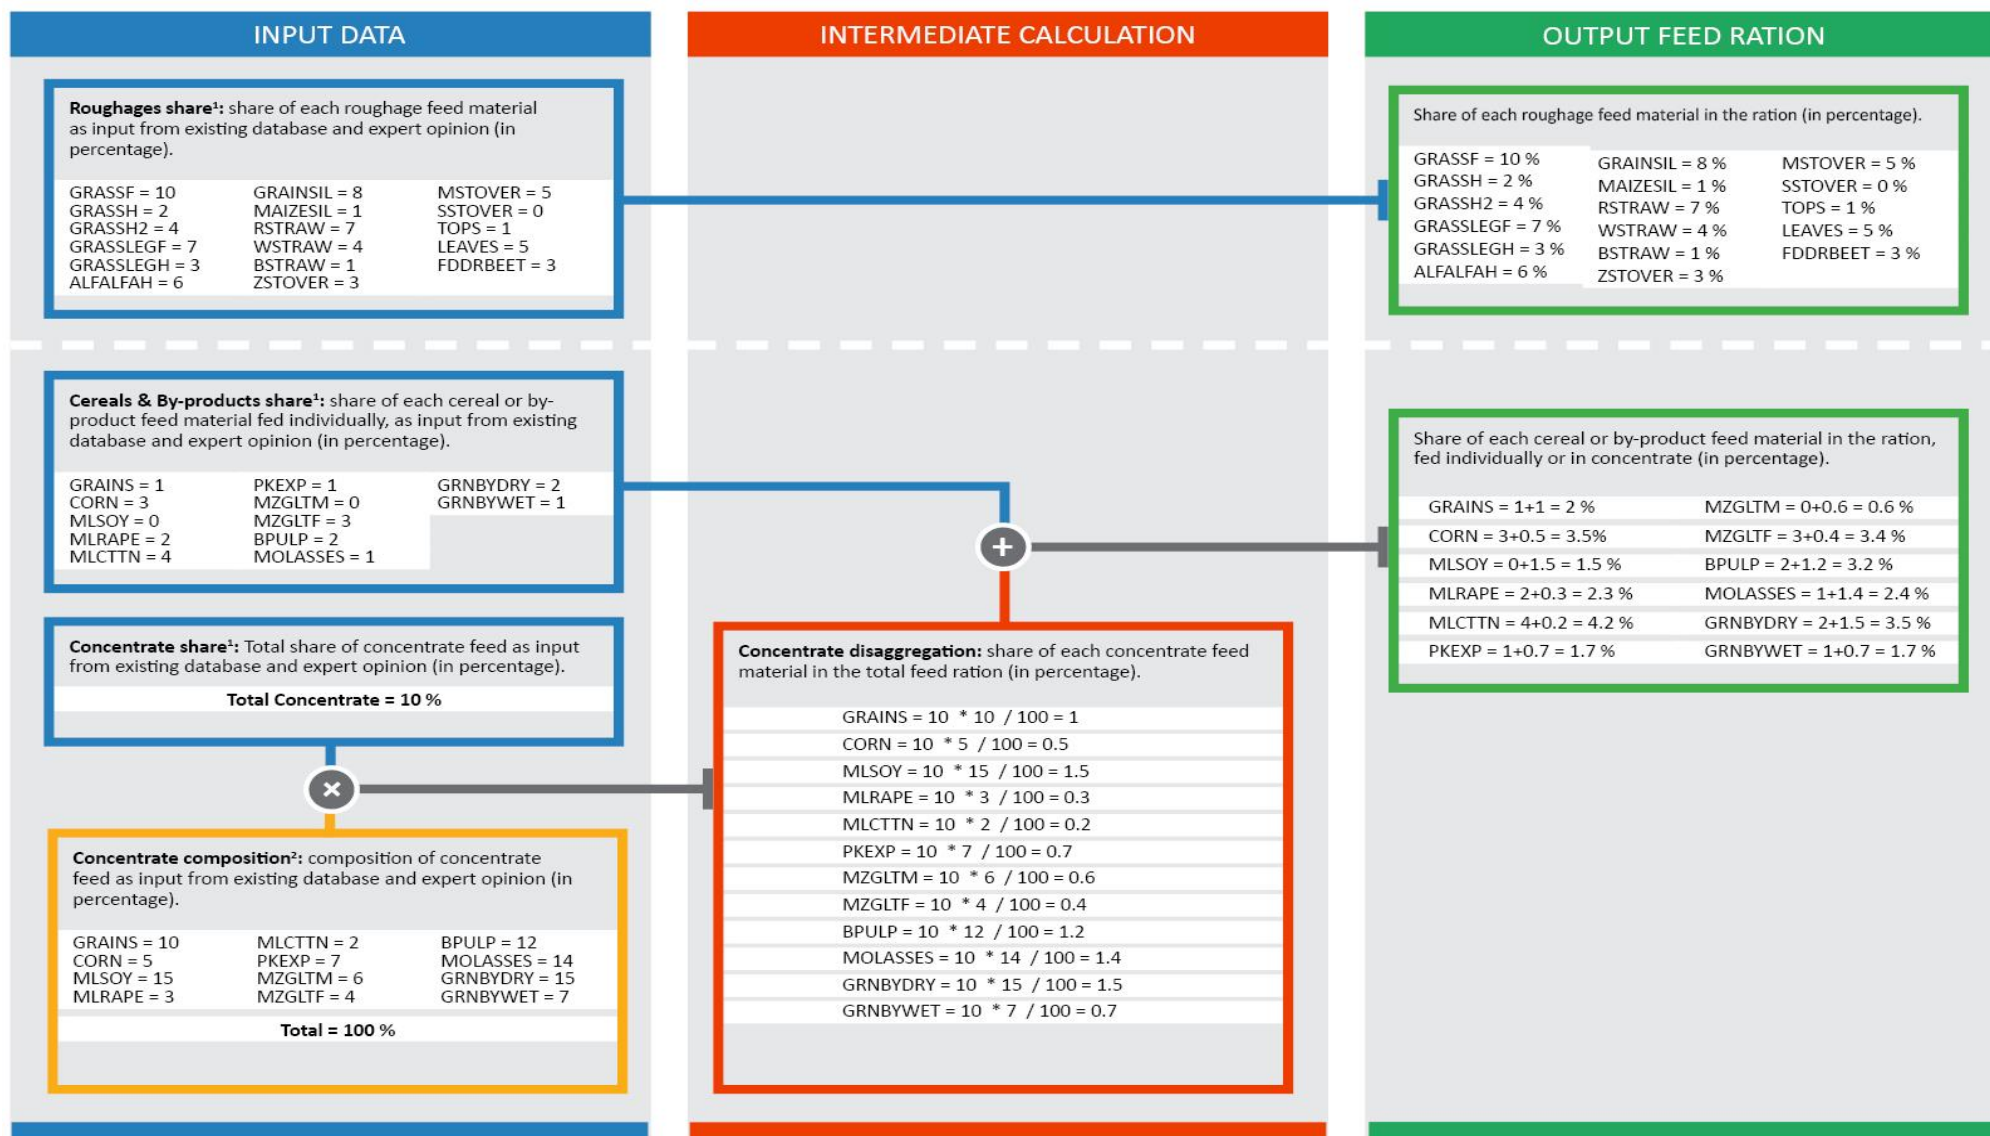 INPUT DATA
Roughages share¹: share of each roughage feed material
as input from existing database and expert opinion (in
percentage).
GRASSF = 10
GRASSH = 2
GRASSH2 = 4
GRASSLEGF = 7
GRASSLEGH = 3
ALFALFAH = 6
GRAINSIL = 8
MAIZESIL = 1
RSTRAW = 7
WSTRAW = 4
BSTRAW = 1
ZSTOVER = 3
MSTOVER = 5
SSTOVER = 0
TOPS = 1
LEAVES = 5
FDDRBEET = 3
Cereals & By-products share¹: share of each cereal or by-
product feed material fed individually, as input from existing
database and expert opinion (in percentage).
GRAINS = 1
CORN = 3
MLSOY = 0
MLRAPE = 2
MLCTTN = 4
PKEXP = 1
MZGLTM = 0
MZGLTF = 3
BPULP = 2
MOLASSES = 1
GRNBYDRY = 2
GRNBYWET = 1
Concentrate share¹: Total share of concentrate feed as input
from existing database and expert opinion (in percentage).
Total Concentrate = 10 %
×
Concentrate composition²: composition of concentrate
feed as input from existing database and expert opinion (in
percentage).
GRAINS = 10
CORN = 5
MLSOY = 15
MLRAPE = 3
MLCTTN = 2
PKEXP = 7
MZGLTM = 6
MZGLTF = 4
BPULP = 12
MOLASSES = 14
GRNBYDRY = 15
GRNBYWET = 7
Total = 100 %
INTERMEDIATE CALCULATION
+
Concentrate disaggregation: share of each concentrate feed
material in the total feed ration (in percentage).
GRAINS = 10 * 10 / 100 = 1
CORN = 10 * 5 / 100 = 0.5
MLSOY = 10 * 15 / 100 = 1.5
MLRAPE = 10 * 3 / 100 = 0.3
MLCTTN = 10 * 2 / 100 = 0.2
PKEXP = 10 * 7 / 100 = 0.7
MZGLTM = 10 * 6 / 100 = 0.6
MZGLTF = 10 * 4 / 100 = 0.4
BPULP = 10 * 12 / 100 = 1.2
MOLASSES = 10 * 14 / 100 = 1.4
GRNBYDRY = 10 * 15 / 100 = 1.5
GRNBYWET = 10 * 7 / 100 = 0.7
OUTPUT FEED RATION
Share of each roughage feed material in the ration (in percentage).
GRASSF = 10 %
GRASSH = 2 %
GRASSH2 = 4 %
GRASSLEGF = 7 %
GRASSLEGH = 3 %
ALFALFAH = 6 %
GRAINSIL = 8 %
MAIZESIL = 1 %
RSTRAW = 7 %
WSTRAW = 4 %
BSTRAW = 1 %
ZSTOVER = 3 %
MSTOVER = 5 %
SSTOVER = 0 %
TOPS = 1 %
LEAVES = 5 %
FDDRBEET = 3 %
Share of each cereal or by-product feed material in the ration,
fed individually or in concentrate (in percentage).
GRAINS = 1+1 = 2 %
CORN = 3+0.5 = 3.5%
MLSOY = 0+1.5 = 1.5 %
MLRAPE = 2+0.3 = 2.3 %
MLCTTN = 4+0.2 = 4.2 %
PKEXP = 1+0.7 = 1.7 %
MZGLTM = 0+0.6 = 0.6 %
MZGLTF = 3+0.4 = 3.4 %
BPULP = 2+1.2 = 3.2 %
MOLASSES = 1+1.4 = 2.4 %
GRNBYDRY = 2+1.5 = 3.5 %
GRNBYWET = 1+0.7 = 1.7 %